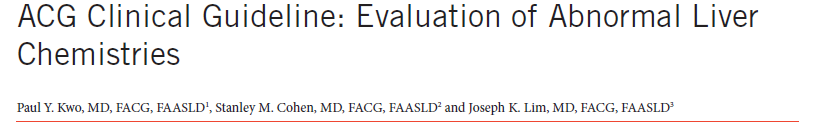 ACG Clinical Guideline: Evaluation of Abnormal Liver
Chemistries
Paul Y. Kwo, MD, FACG, FAASLD¹, Stanley M. Cohen, MD, FACG, FAASLD² and Joseph K. Lim, MD, FACG, FAASLD³